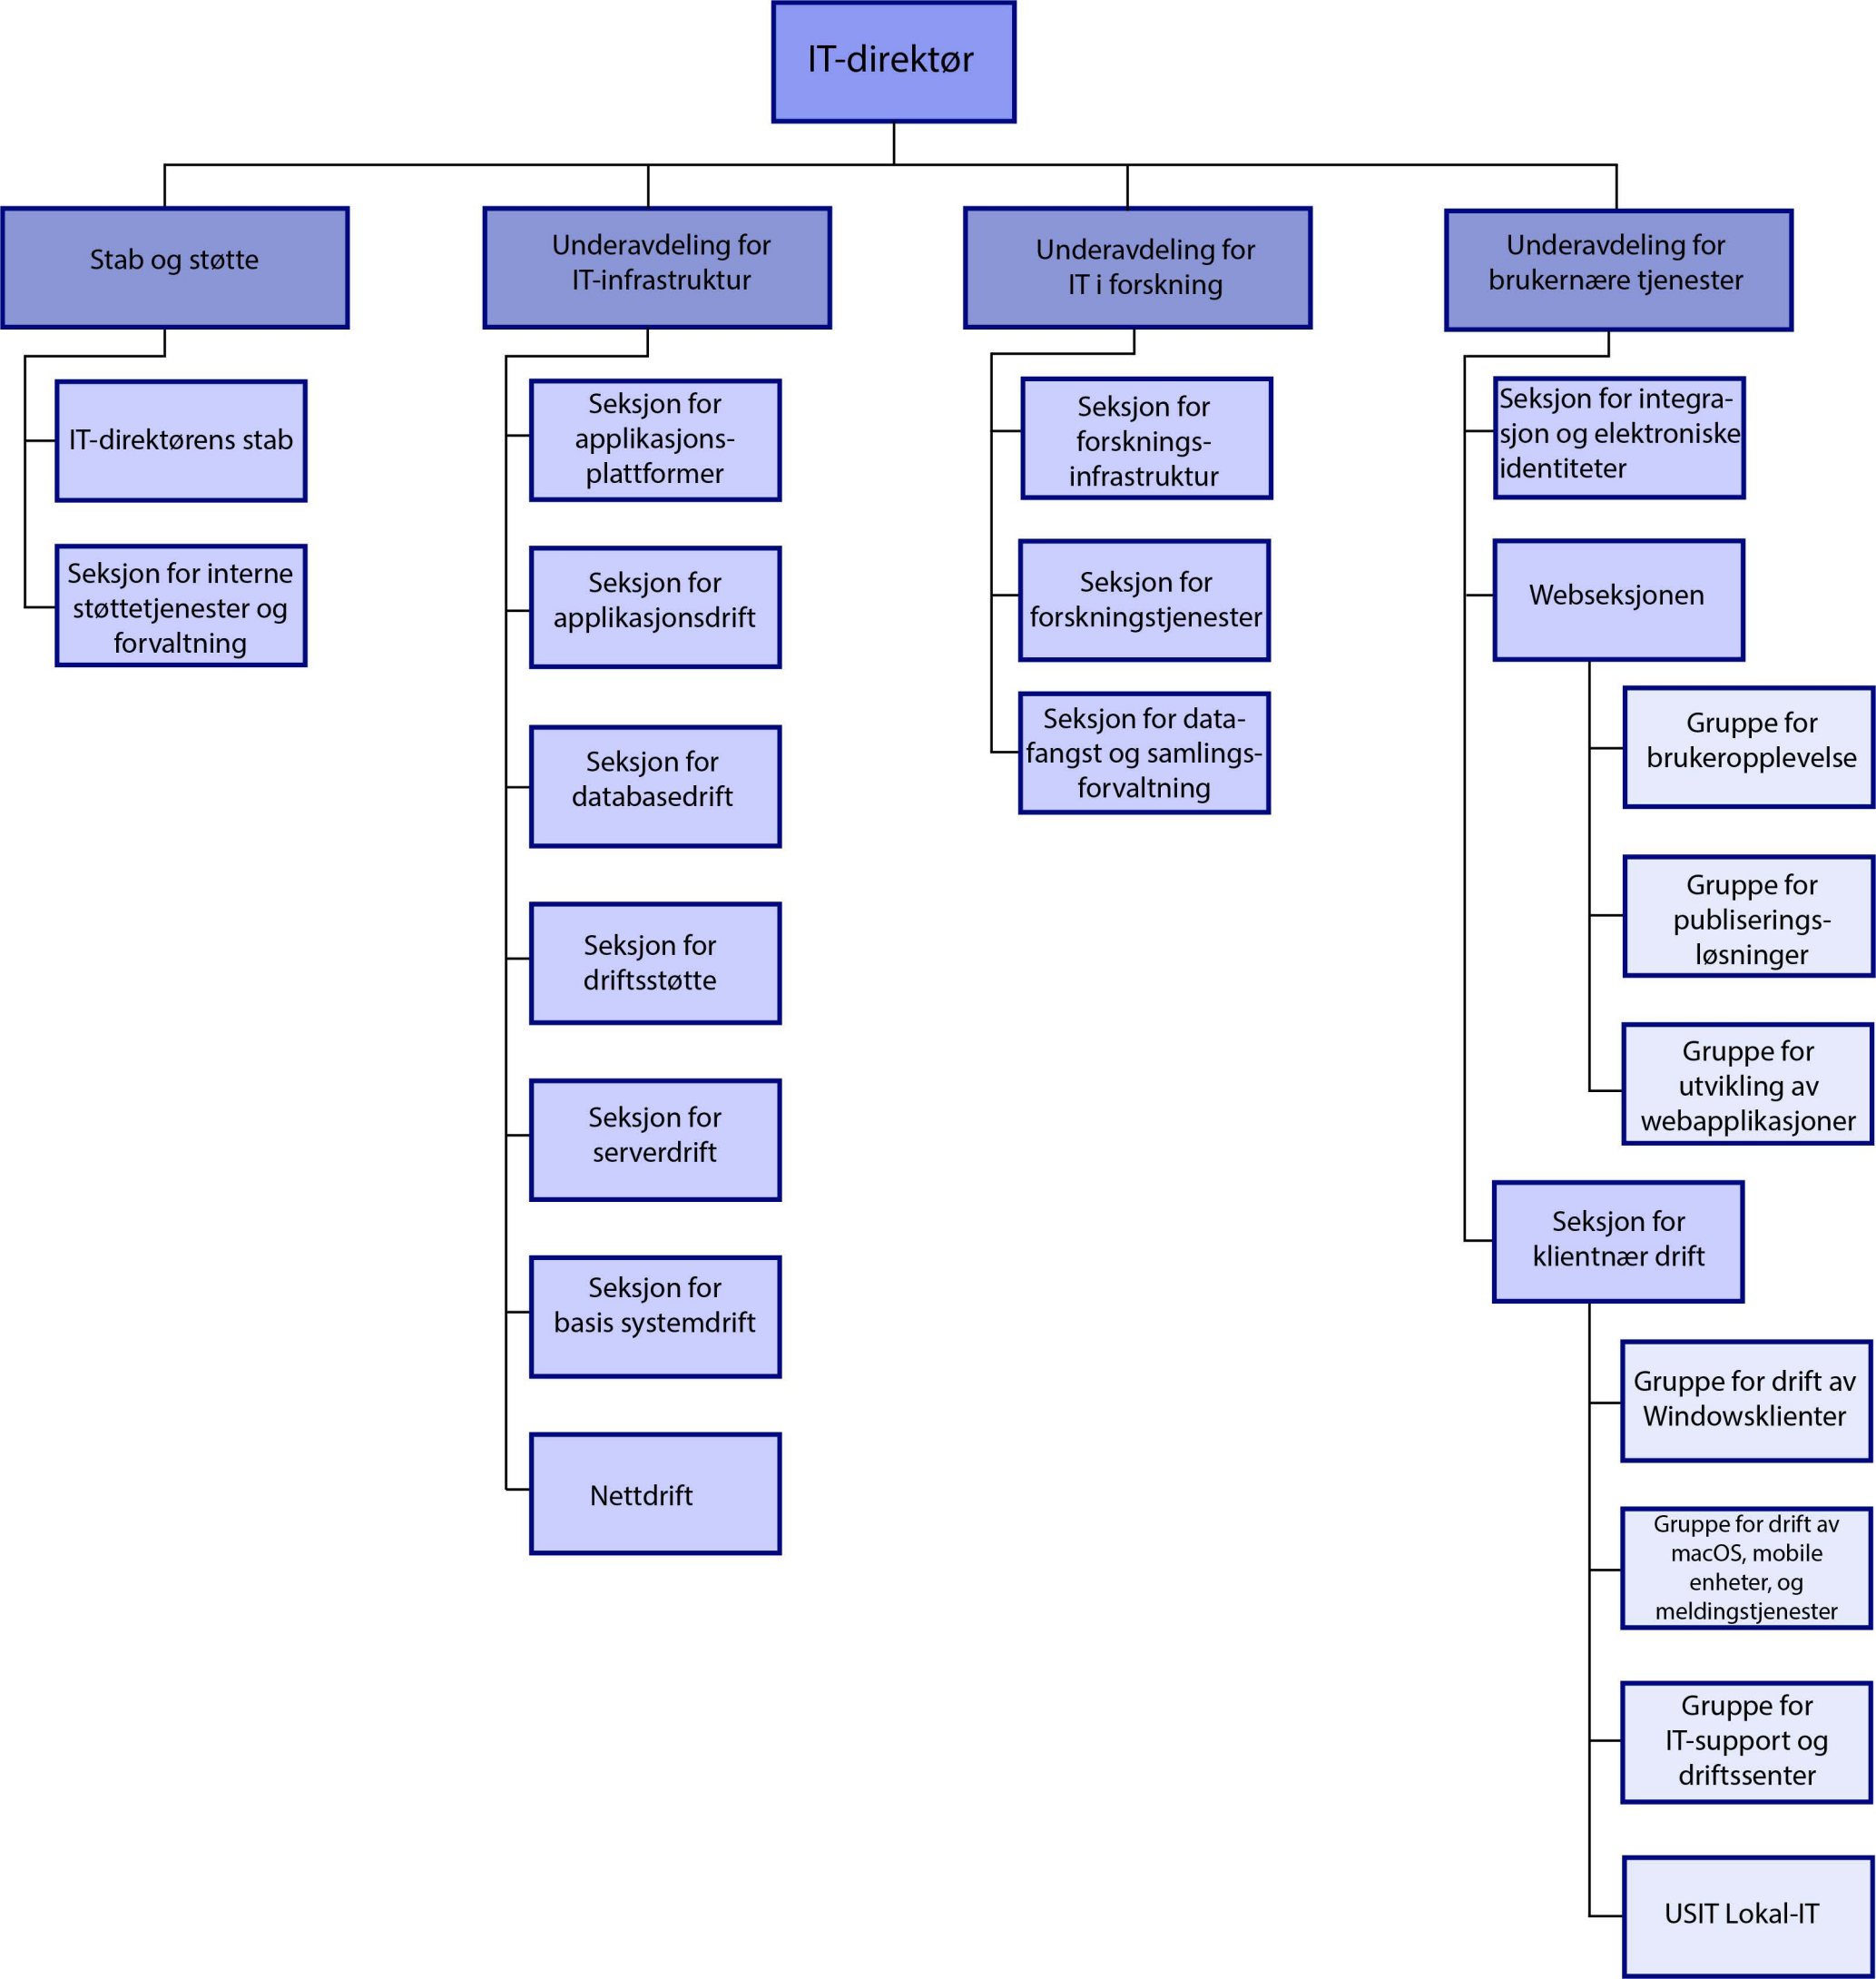 IT-direktør
Stab og støtte
IT-direktørens stab
Seksjon for interne
støttetjenester og
forvaltning
Underavdeling for
IT-infrastruktur
Seksjon for
applikasjons-
plattformer
Seksjon for
applikasjonsdrift
Seksjon for
databasedrift
Seksjon for
driftsstøtte
Seksjon for
serverdrift
Seksjon for
basis systemdrift
Nettdrift
Underavdeling for
IT i forskning
Seksjon for
forsknings-
infrastruktur
Seksjon for
forskningstjenester
Seksjon for data-
fangst og samlings-
forvaltning
Underavdeling for
brukernære tjenester
Seksjon for integra-
sjon og elektroniske
identiteter
Webseksjonen
Gruppe for
brukeropplevelse
Gruppe for
publiserings-
løsninger
Gruppe for
utvikling av
webapplikasjoner
Seksjon for
klientnær drift
Gruppe for drift av
Windowsklienter
Gruppe for drift av
macOS, mobile
enheter, og
meldingstjenester
Gruppe for
IT-support og
driftssenter
USIT Lokal-IT